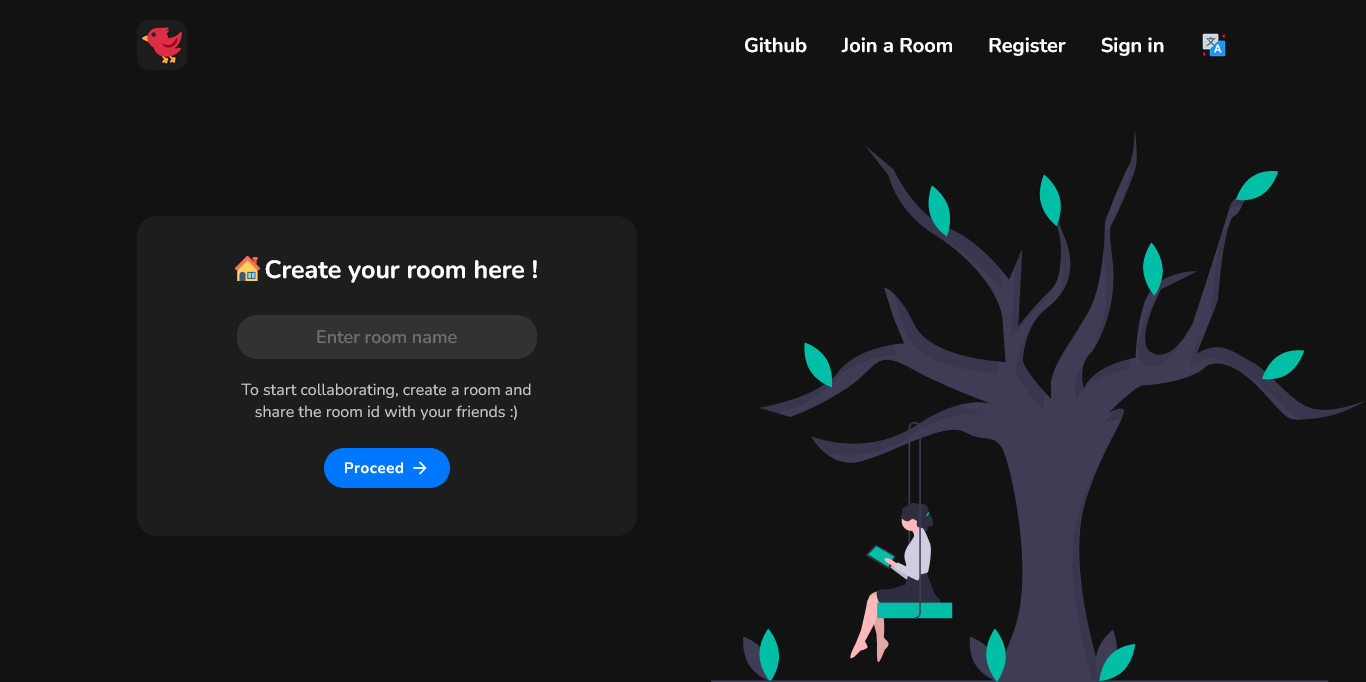 Github
Join a Room
Register
Sign in
文
A
Create your room here !
Enter room name
To start collaborating, create a room and
share the room id with your friends :)
Proceed →